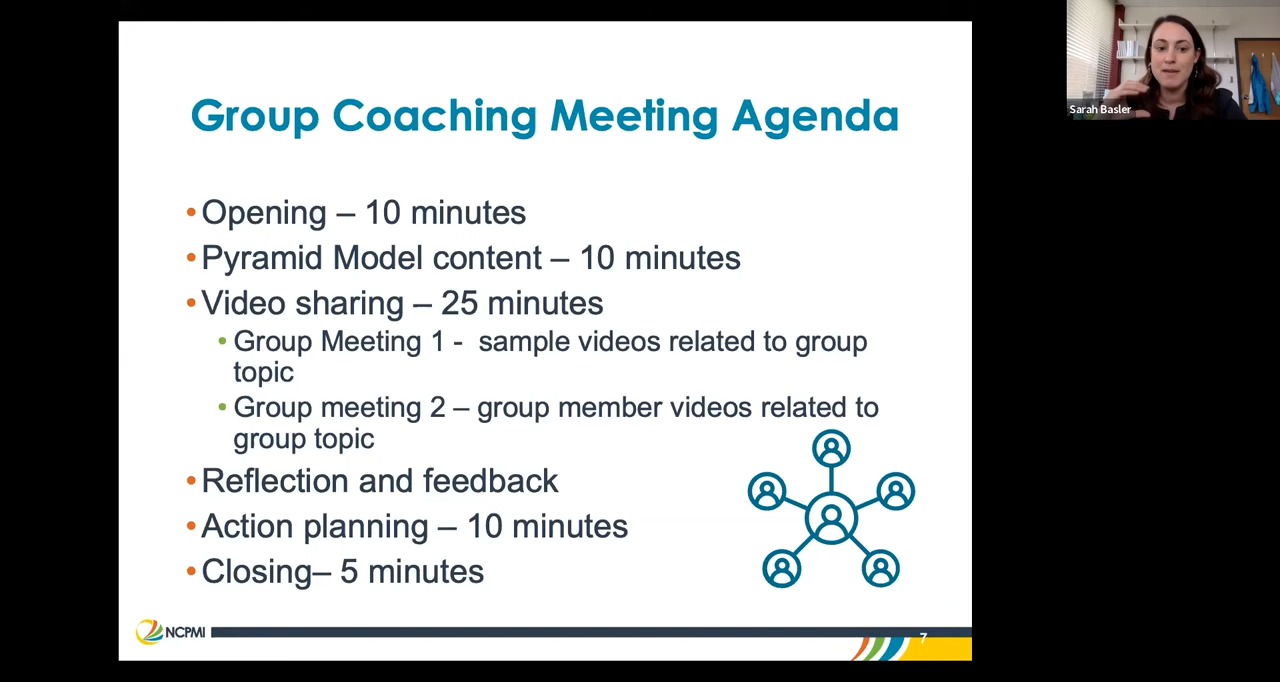 Group Coaching Meeting Agenda
•Opening – 10 minutes
•Pyramid Model content – 10 minutes
•Video sharing – 25 minutes
•Group Meeting 1 -  sample videos related to group
topic
•Group meeting 2 – group member videos related to
group topic
•Reflection and feedback
•Action planning – 10 minutes
•Closing– 5 minutes
NCPMI
7
Sarah Basler